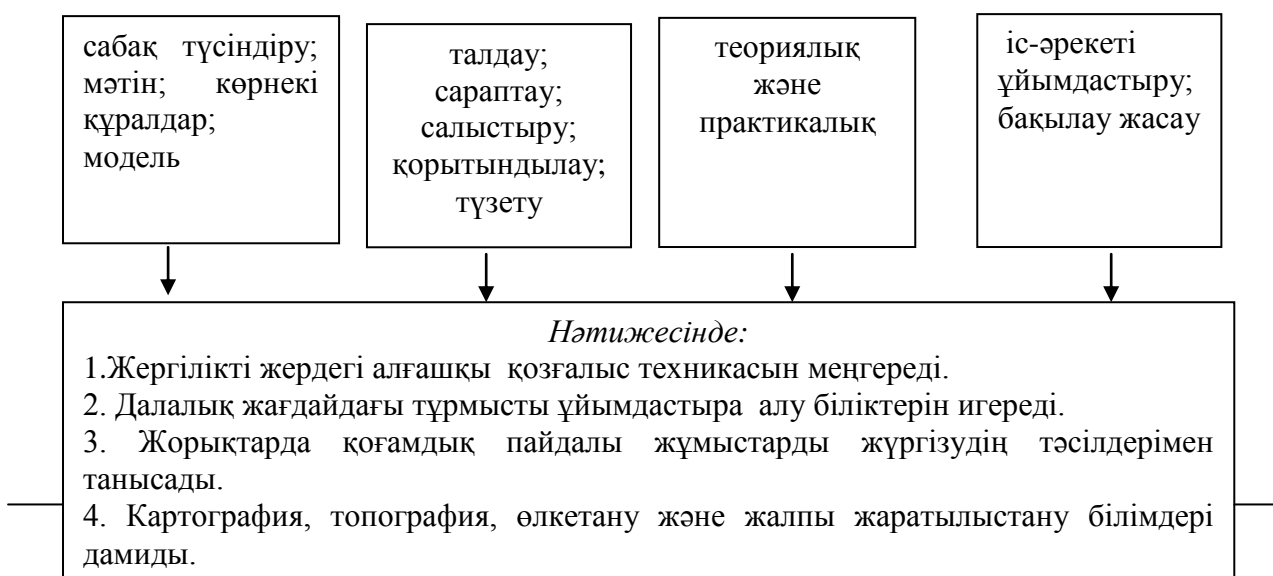 сабақ түсіндіру;
мәтін; көрнекі
құралдар;
модель
талдау;
сараптау;
салыстыру;
қорытындылау;
түзету
теориялық
және
практикалық
іс-әрекеті
ұйымдастыру;
бақылау жасау
Нәтижесінде:
1.Жергілікті жердегі алғашқы қозғалыс техникасын меңгереді.
2. Далалық жағдайдағы тұрмысты ұйымдастыра алу біліктерін игереді.
3. Жорықтарда қоғамдық пайдалы жұмыстарды жүргізудің тәсілдерімен
танысады.
4. Картография, топография, өлкетану және жалпы жаратылыстану білімдері
дамиды.